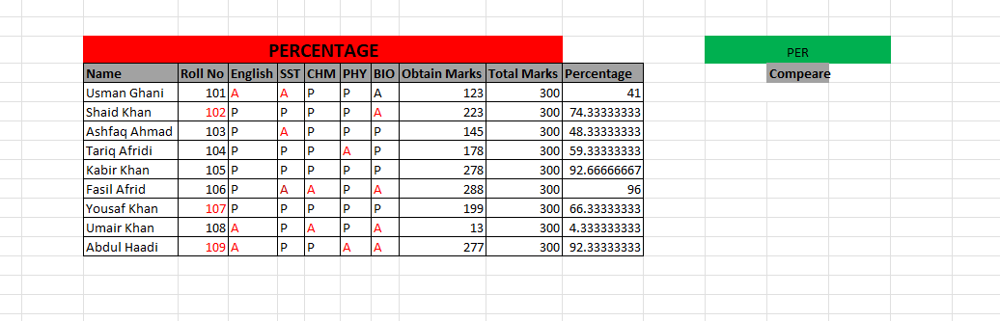 PERCENTAGE PER
Name Roll No English SST CHM PHY BIO Obtain Marks Total Marks Percentage Compeare
Usman Ghani 101 A A P P A 123 300 41
Shaid Khan 102 P P P P A 223 300 74.33333333
Ashfaq Ahmad 103 P A P P P 145 300 48.33333333
Tariq Afridi 104 P P P A P 178 300 59.33333333
Kabir Khan 105 P P P P P 278 300 92.66666667
Fasil Afrid 106 P A A P A 288 300 96
Yousaf Khan 107 P P P P P 199 300 66.33333333
Umair Khan 108 A P A P A 13 300 4.333333333
Abdul Haadi 109 A P P A A 277 300 92.33333333